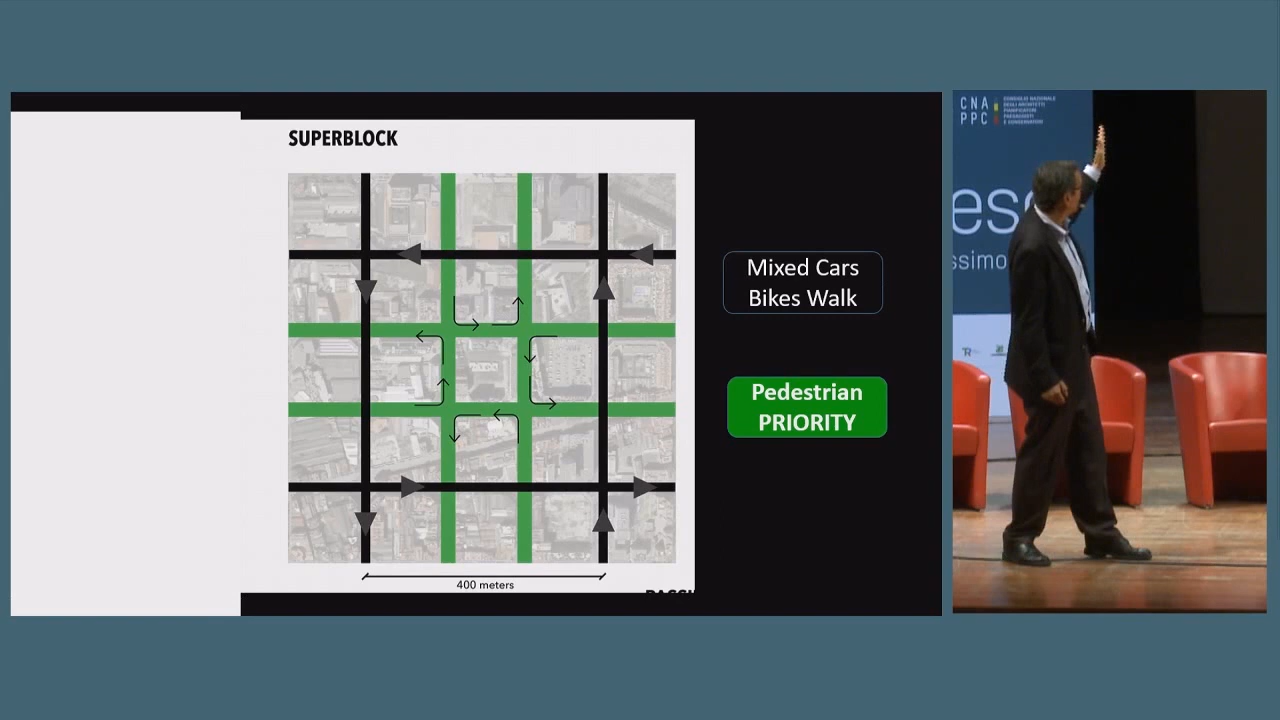 SUPERBLOCK
Mixed Cars
Bikes Walk
Pedestrian
PRIORITY
400 meters
CNA
PPC
CONSIGLIO NAZIONALE
DEGLI ARCHITETTI
PIANIFICATORI
PAESAGGISTI
E CONSERVATORI